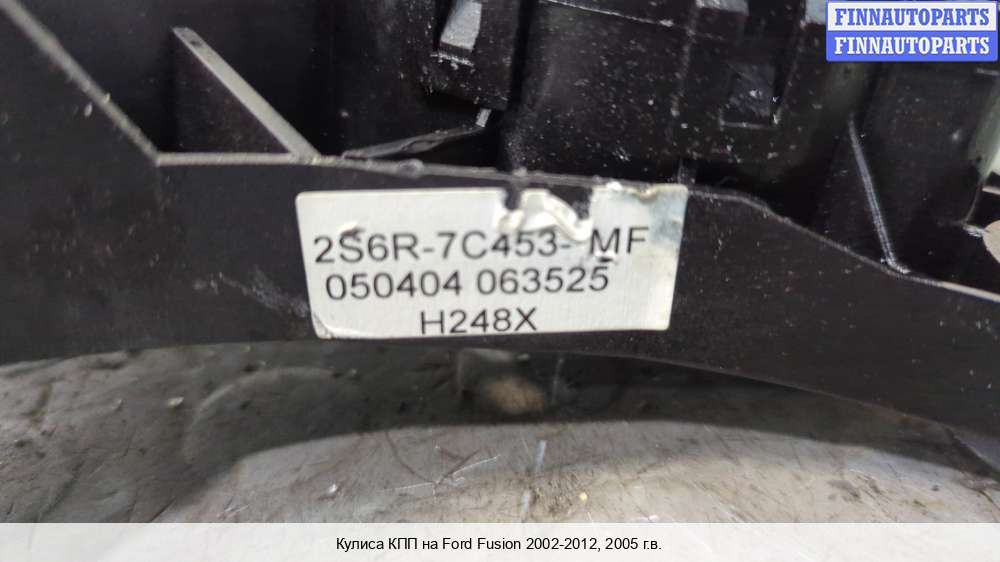 FINNAUTOPARTS
FINNAUTOPARTS
2S6R-7C453- MF
050404 063525
H248X
Кулиса КПП на Ford Fusion 2002-2012, 2005 г.в.